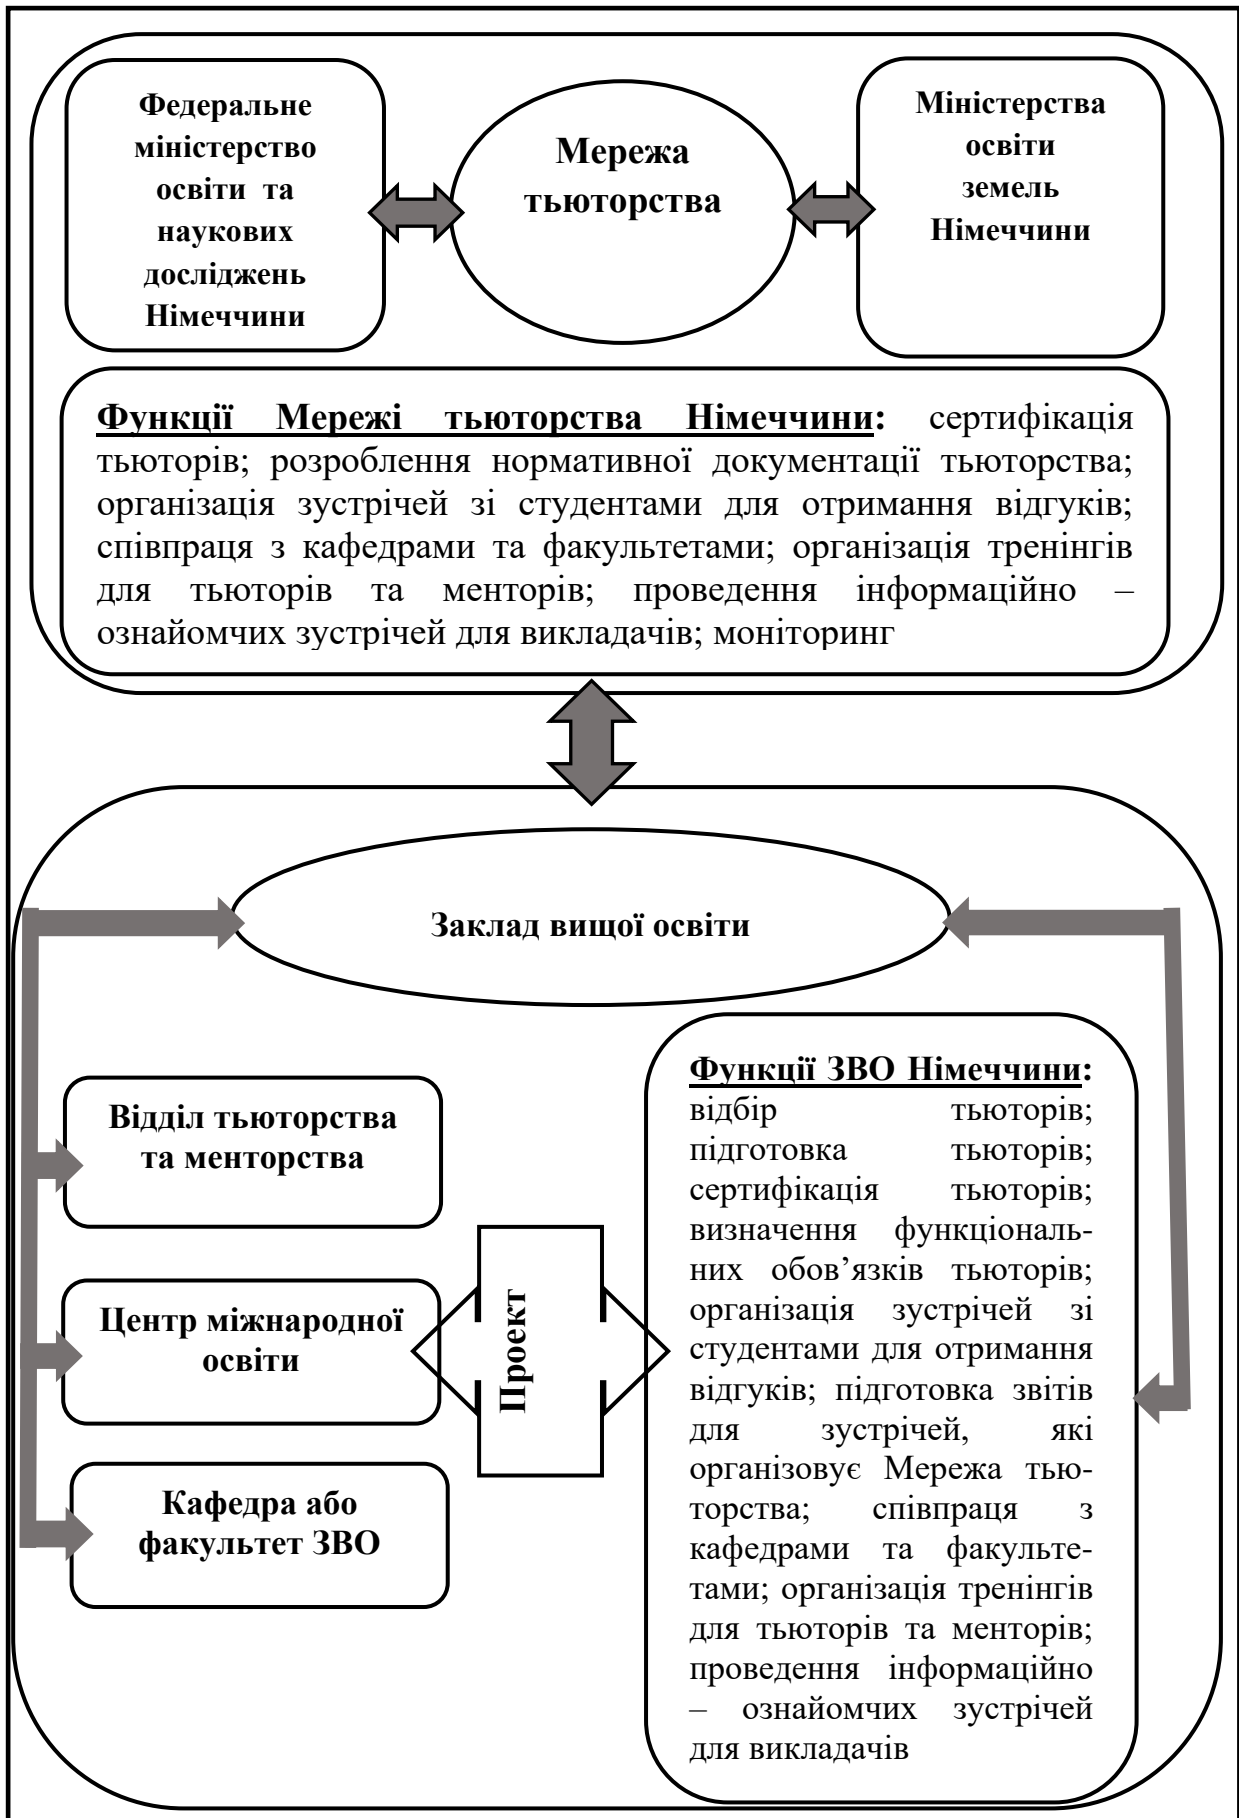 Федеральне
міністерство
освіти та
наукових
досліджень
Німеччини
Мережа
тьюторства
Міністерства
освіти
земель
Німеччини
Функції Мережі тьюторства Німеччини: сертифікація
тьюторів; розроблення нормативної документації тьюторства;
організація зустрічей зі студентами для отримання відгуків;
співпраця з кафедрами та факультетами; організація тренінгів
для тьюторів та менторів; проведення інформаційно –
ознайомчих зустрічей для викладачів; моніторинг
Заклад вищої освіти
Відділ тьюторства
та менторства
Центр міжнародної
освіти
Кафедра або
факультет ЗВО
Проект
Функції ЗВО Німеччини:
відбір тьюторів;
підготовка тьюторів;
сертифікація тьюторів;
визначення функціональ-
них обов’язків тьюторів;
організація зустрічей зі
студентами для отримання
відгуків; підготовка звітів
для зустрічей, які
організовує Мережа тью-
торства; співпраця з
кафедрами та факульте-
тами; організація тренінгів
для тьюторів та менторів;
проведення інформаційно
– ознайомчих зустрічей
для викладачів